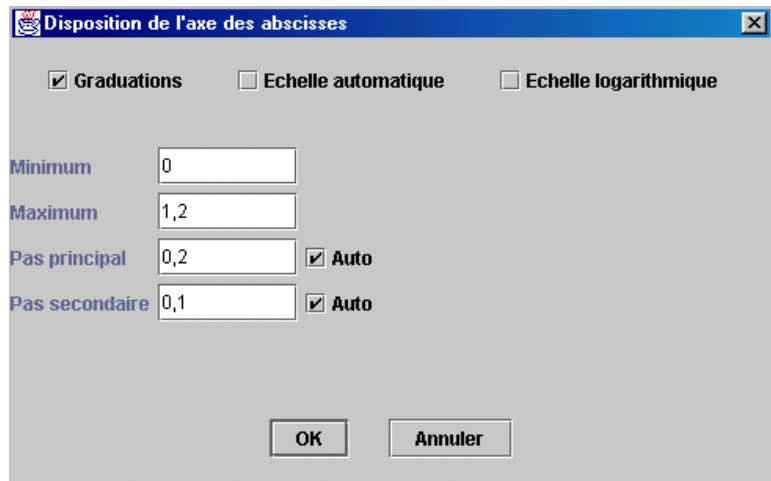 Disposition de l'axe des abscisses
Graduations Echelle automatique Echelle logarithmique
Minimum 0
Maximum 1,2
Pas principal 0,2 Auto
Pas secondaire 0,1 Auto
OK Annuler